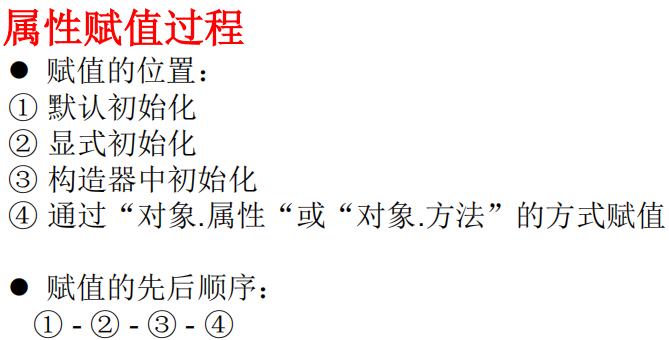 属性赋值过程
● 赋值的位置：
① 默认初始化
② 显式初始化
③ 构造器中初始化
④ 通过“对象.属性“或“对象.方法”的方式赋值
● 赋值的先后顺序：
① - ② - ③ - ④